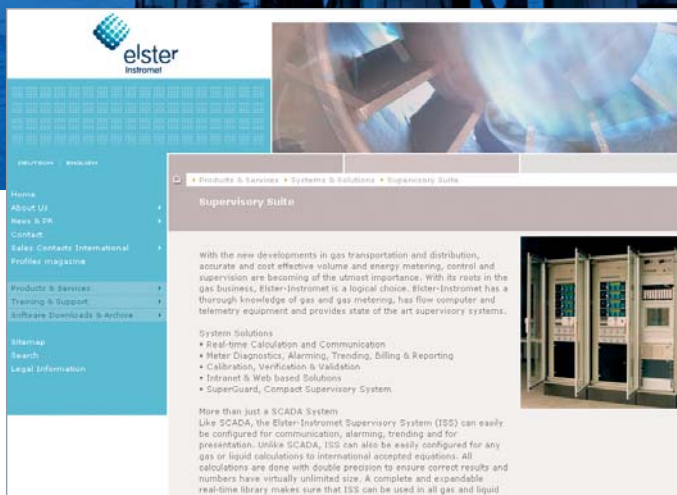 elster
Instromet
DEUTSCH | ENGLISH
Products & Services • Systems & Solutions • Supervisory Suite
Home
About Us
News & PR
Contact
Sales Contacts International
Profiles magazine
Products & Services
Training & Support
Software Downloads & Archive
Sitemap
Search
Legal Information
Supervisory Suite
With the new developments in gas transportation and distribution,
accurate and cost effective volume and energy metering, control and
supervision are becoming of the utmost importance. With its roots in the
gas business, Elster-Instromet is a logical choice. Elster-Instromet has a
thorough knowledge of gas and gas metering, has flow computer and
telemetry equipment and provides state of the art supervisory systems.
System Solutions
• Real-time Calculation and Communication
• Meter Diagnostics, Alarming, Trending, Billing & Reporting
• Calibration, Verification & Validation
• Intranet & Web based Solutions
• SuperGuard, Compact Supervisory System
More than just a SCADA System
Like SCADA, the Elster-Instromet Supervisory System (ISS) can easily
be configured for communication, alarming, trending and for
presentation. Unlike SCADA, ISS can also be easily configured for any
gas or liquid calculations to international accepted equations. All
calculations are done with double precision to ensure correct results and
numbers have virtually unlimited size. A complete and expandable
real-time library makes sure that ISS can be used in all gas and liquid